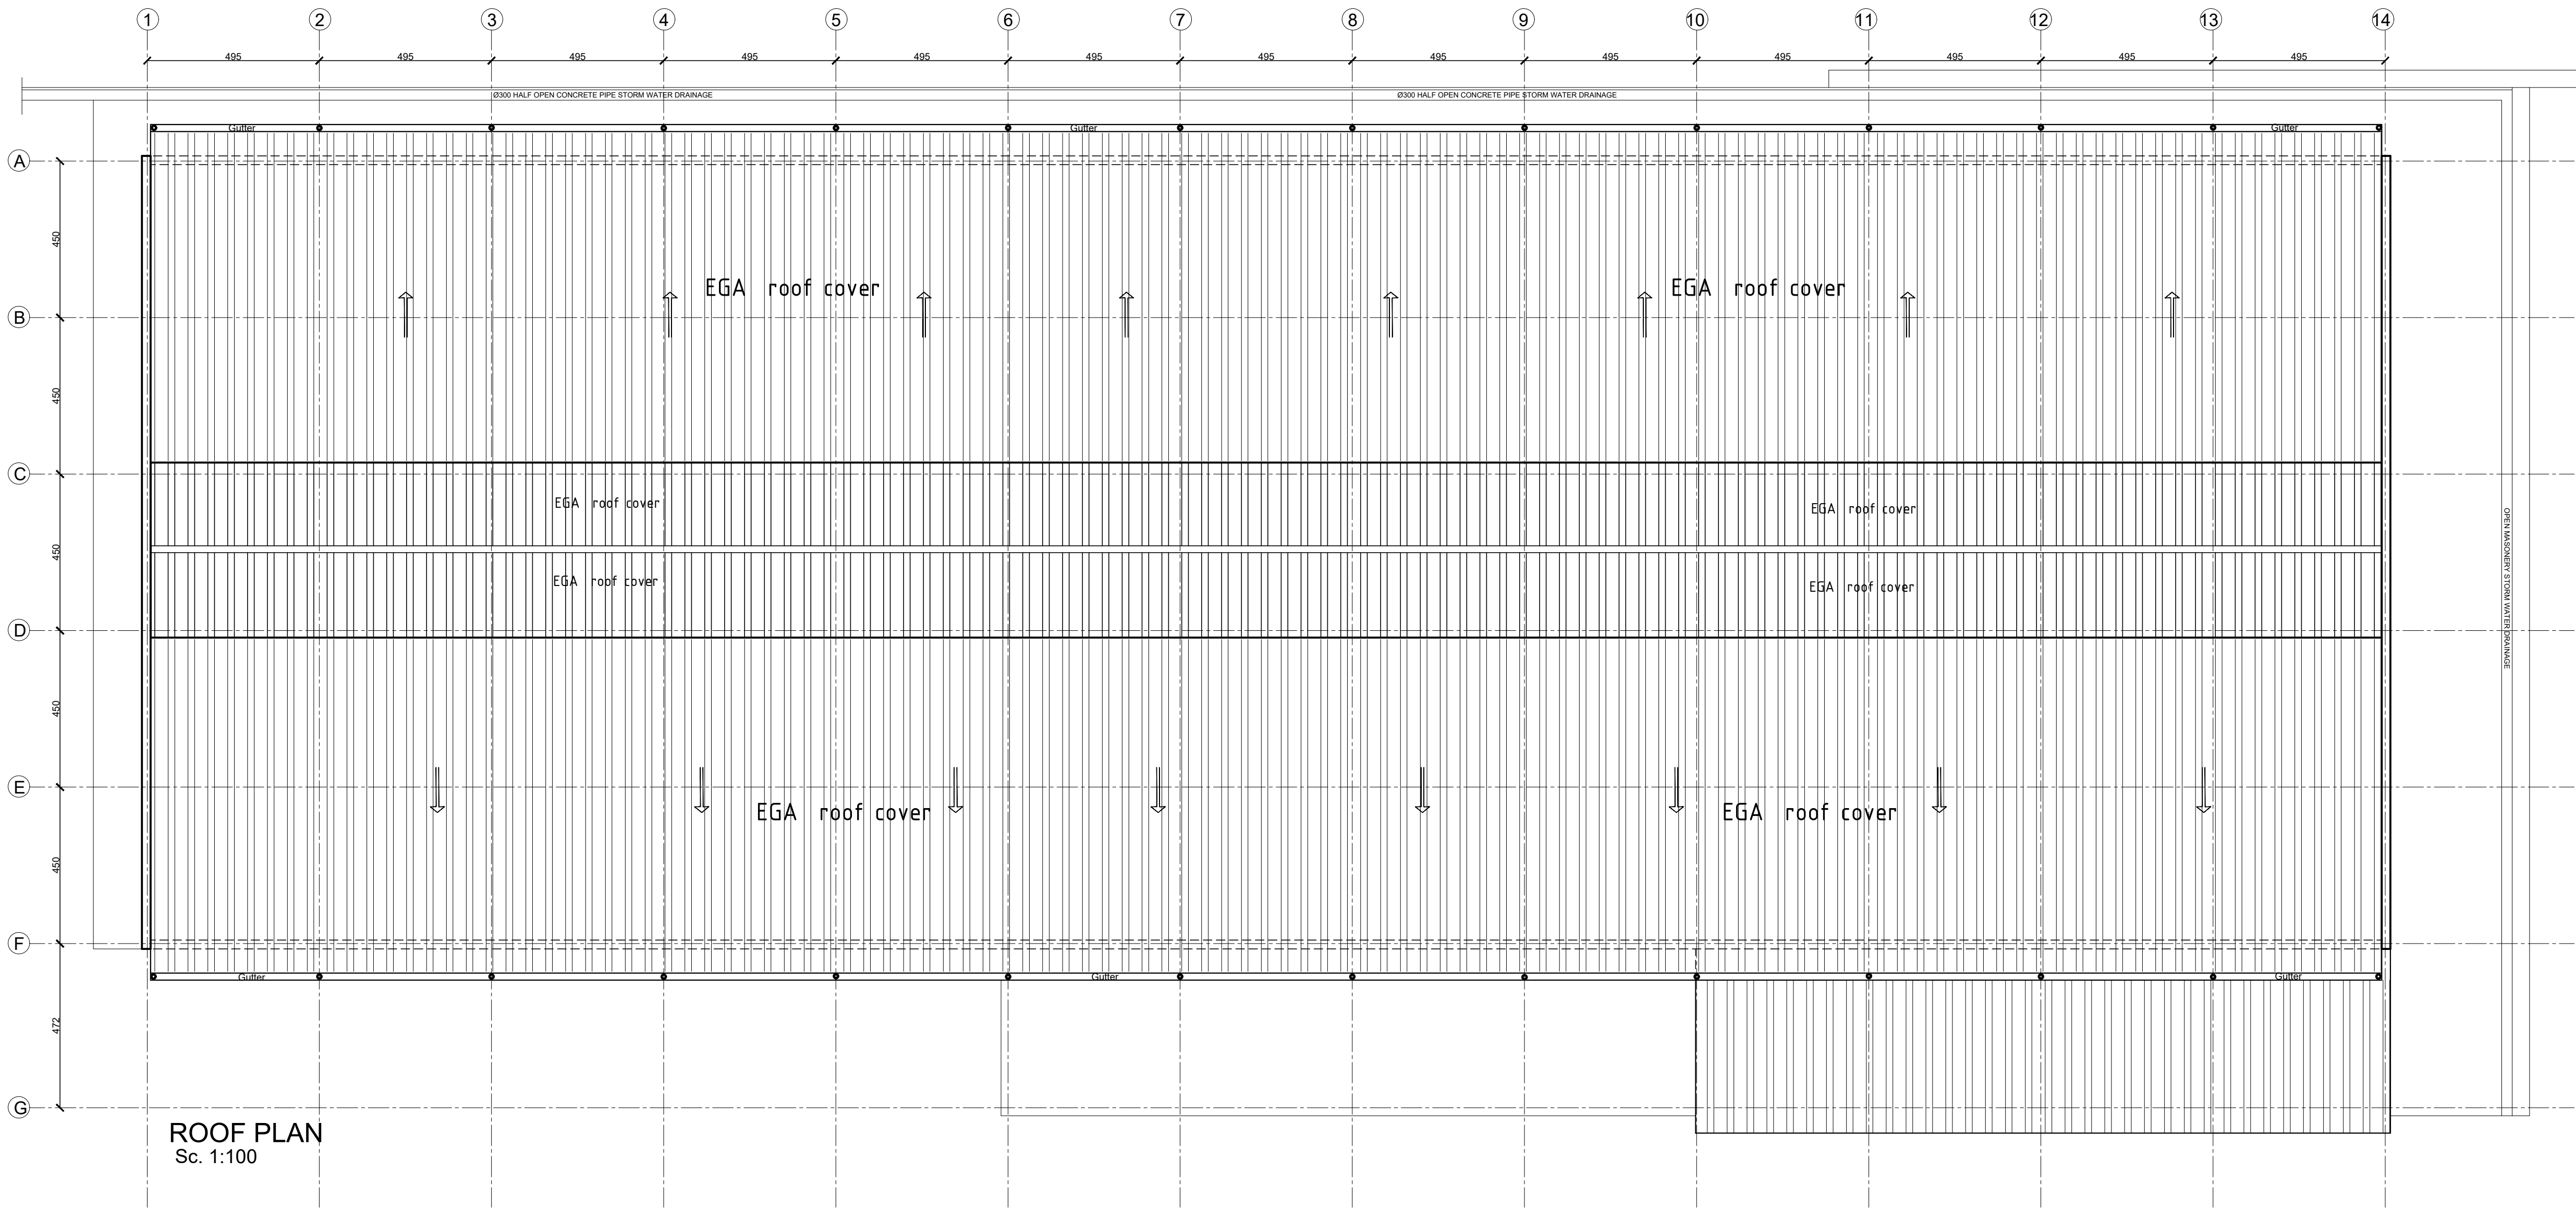 1 2 3 4 5 6 7 8 9 10 11 12 13 14
495 495 495 495 495 495 495 495 495 495 495 495 495
Ø300 HALF OPEN CONCRETE PIPE STORM WATER DRAINAGE Ø300 HALF OPEN CONCRETE PIPE STORM WATER DRAINAGE
Gutter Gutter Gutter
A
450
EGA roof cover EGA roof cover
B
450
C
EGA roof cover EGA roof cover
450
EGA roof cover EGA roof cover
OPEN MASONERY STORM WATER DRAINAGE
D
450
E
EGA roof cover EGA roof cover
450
F
Gutter Gutter Gutter
472
G
ROOF PLAN
Sc. 1:100